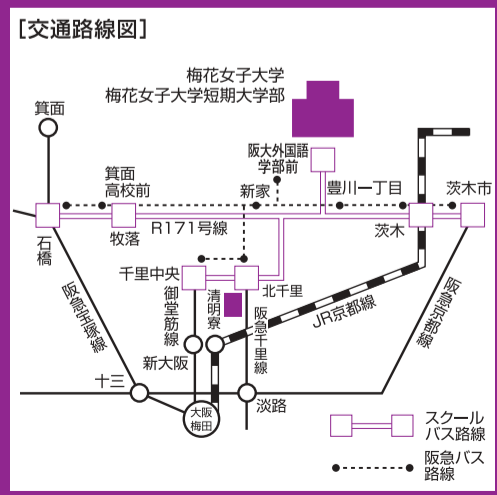 ［交通路線図］
梅花女子大学
梅花女子大学短期大学部
箕面
阪大外国語
学部前
箕面
高校前
新家
豊川一丁目
茨木市
石橋
牧落
R171号線
茨木
千里中央
北千里
御堂筋線
清明寮
阪急宝塚線
阪急千里線
JR京都線
阪急京都線
新大阪
十三
大阪
梅田
淡路
スクール
バス路線
阪急バス
路線